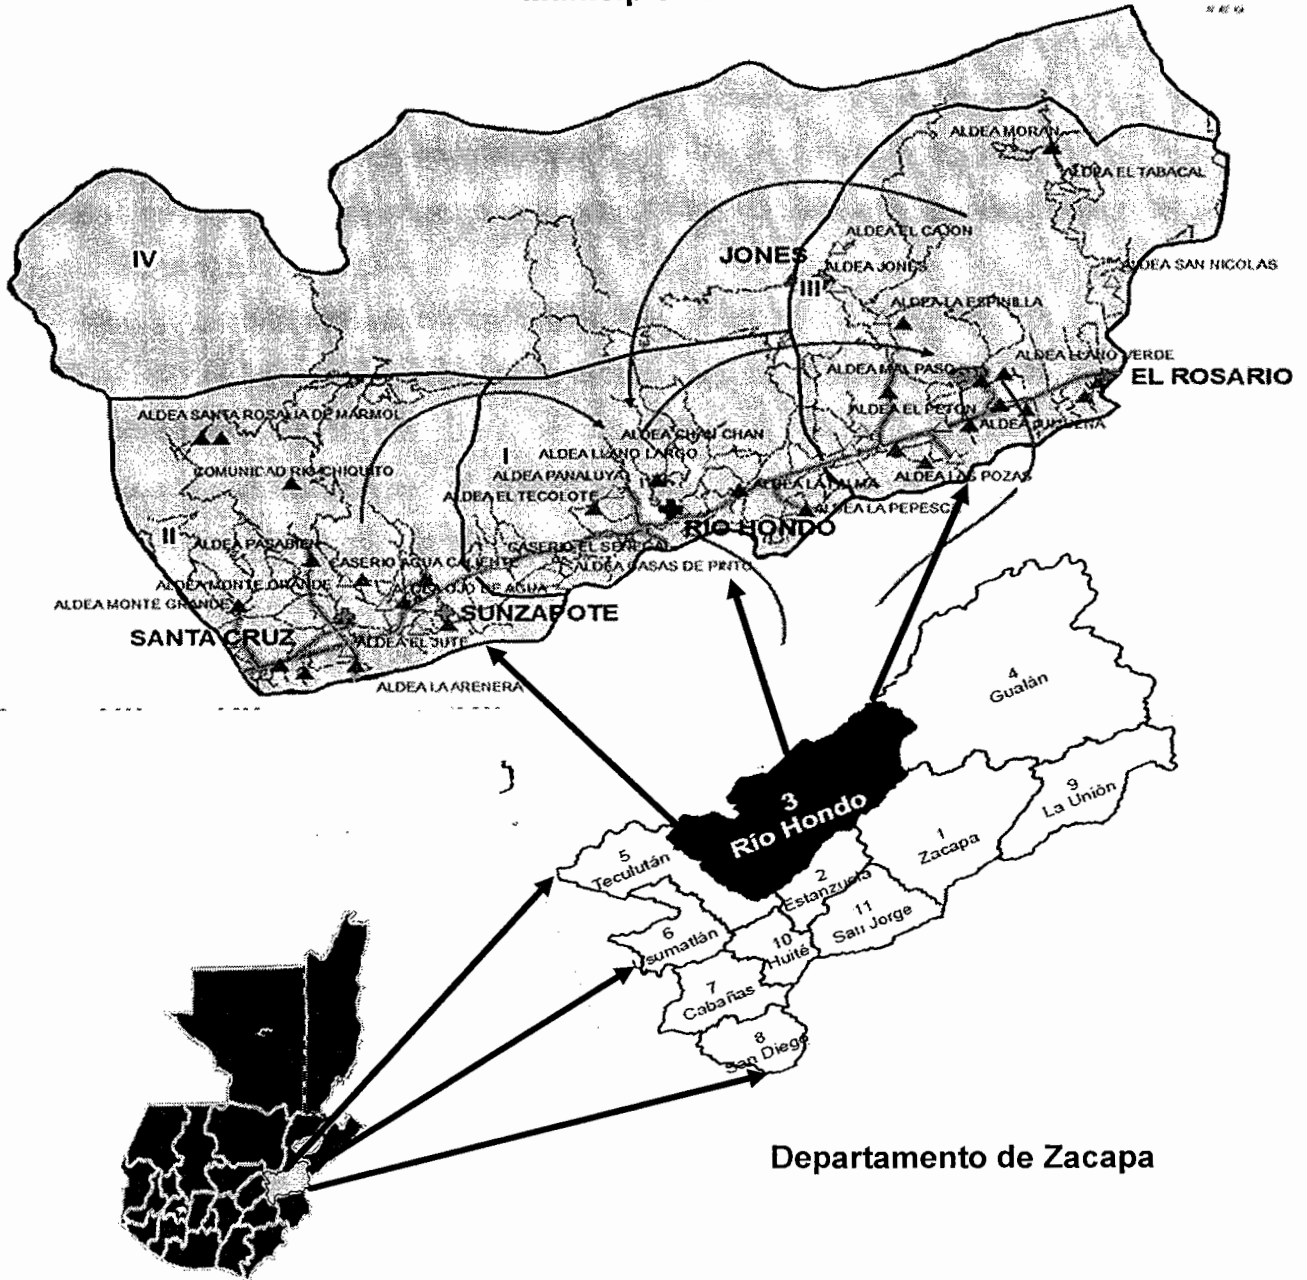 ALDEA MORAN
ALDEA EL TABACAL
ALDEA EL CAJON
JONES
ALDEA JONES
ALDEA SAN NICOLAS
IV
III
ALDEA LA ESPINILLA
ALDEA LLANO VERDE
ALDEA MAL PASO
EL ROSARIO
ALDEA SANTA ROSALIA DE MARMOL
ALDEA EL PETON
ALDEA CHAN CHAN
I
ALDEA LLANO LARGO
COMUNIDAD RIO CHIQUITO
ALDEA PANALUYA
ALDEA LAS POZAS
ALDEA LA PALMA
ALDEA EL TECOLOTE
ALDEA LA PEPESCA
RIO HONDO
II
ALDEA PASABIEN
CASERIO AGUA CALIENTE
ALDEA CASAS DE PINTO
ALDEA MONTE GRANDE
ALDEA OJO DE AGUA
ALDEA MONTE GRANDE
SUNZAPOTE
SANTA CRUZ
ALDEA EL JUTE
ALDEA LA ARENERA
4
Gualán
9
La Unión
3
Río Hondo
1
Zacapa
5
Teculután
2
Estanzuela
11
San Jorge
6
sumatlán
10
Huité
7
Cabañas
8
San Diego
Departamento de Zacapa